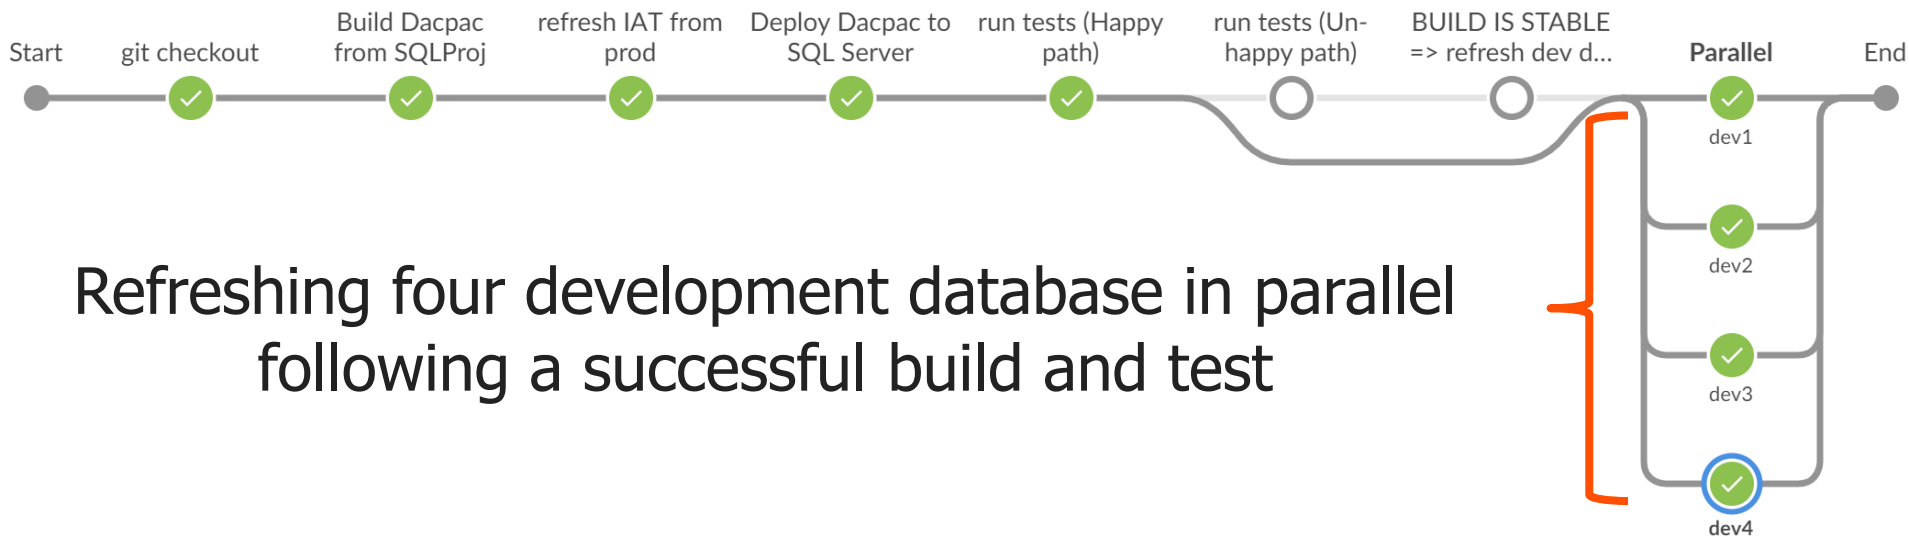 Start
git checkout
Build Dacpac
from SQLProj
refresh IAT from
prod
Deploy Dacpac to
SQL Server
run tests (Happy
path)
run tests (Un-
happy path)
BUILD IS STABLE
=> refresh dev d...
Parallel
End
dev1
dev2
dev3
dev4
Refreshing four development database in parallel
following a successful build and test